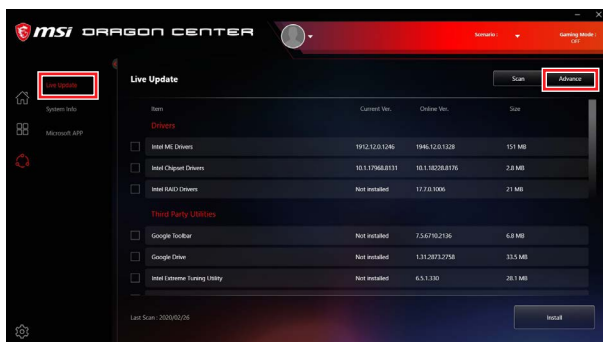 msi DRAGON CENTER
Scenario :
Gaming Mode :
OFF
Live Update
System Info
Microsoft APP
Live Update
Scan
Advance
Item Current Ver. Online Ver. Size
Drivers
Intel ME Drivers 1912.12.0.1246 1946.12.0.1328 151 MB
Intel Chipset Drivers 10.1.17968.8131 10.1.18228.8176 2.8 MB
Intel RAID Drivers Not installed 17.7.0.1006 21 MB
Third Party Utilities
Google Toolbar Not installed 7.5.6710.2136 6.8 MB
Google Drive Not installed 1.31.2873.2758 33.5 MB
Intel Extreme Tuning Utility Not installed 6.5.1.330 28.1 MB
Last Scan : 2020/02/26
Install